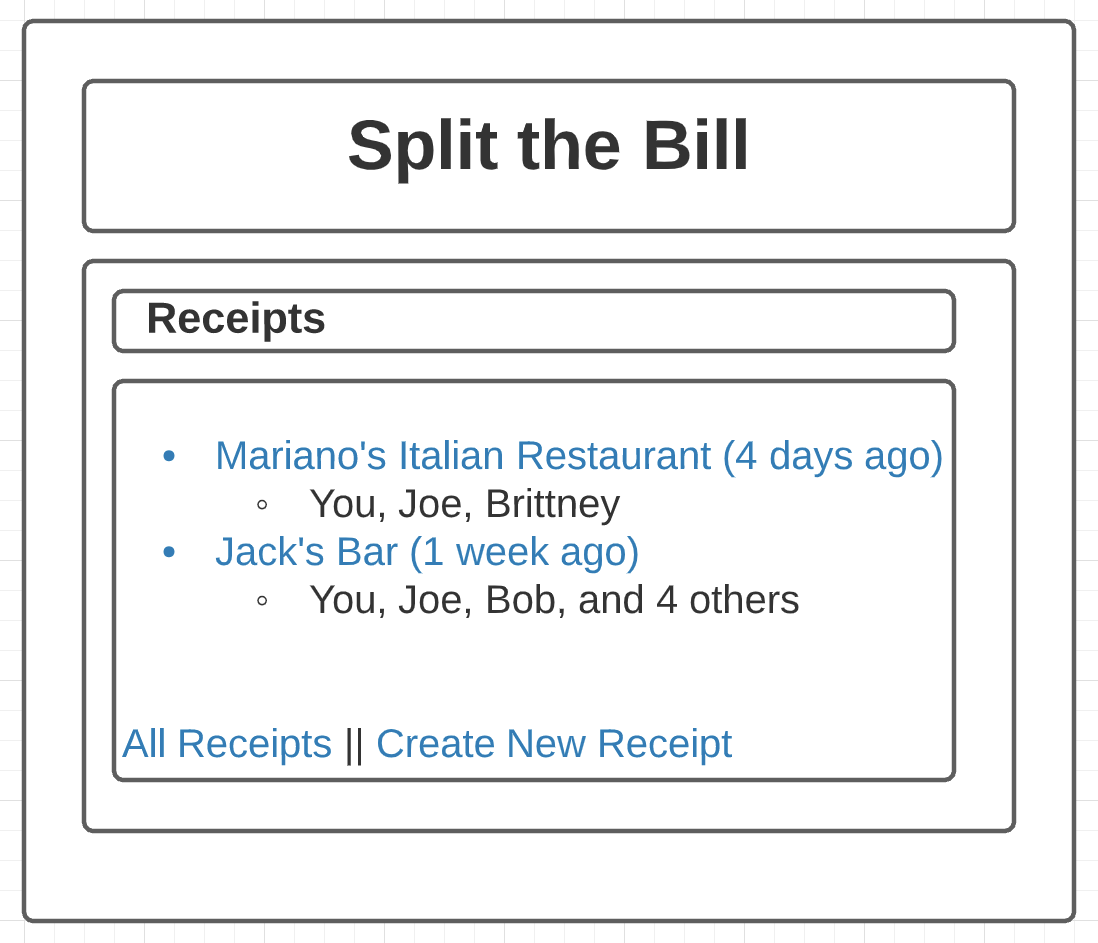 Split the Bill
Receipts
• Mariano's Italian Restaurant (4 days ago)
◦ You, Joe, Brittney
• Jack's Bar (1 week ago)
◦ You, Joe, Bob, and 4 others
All Receipts || Create New Receipt